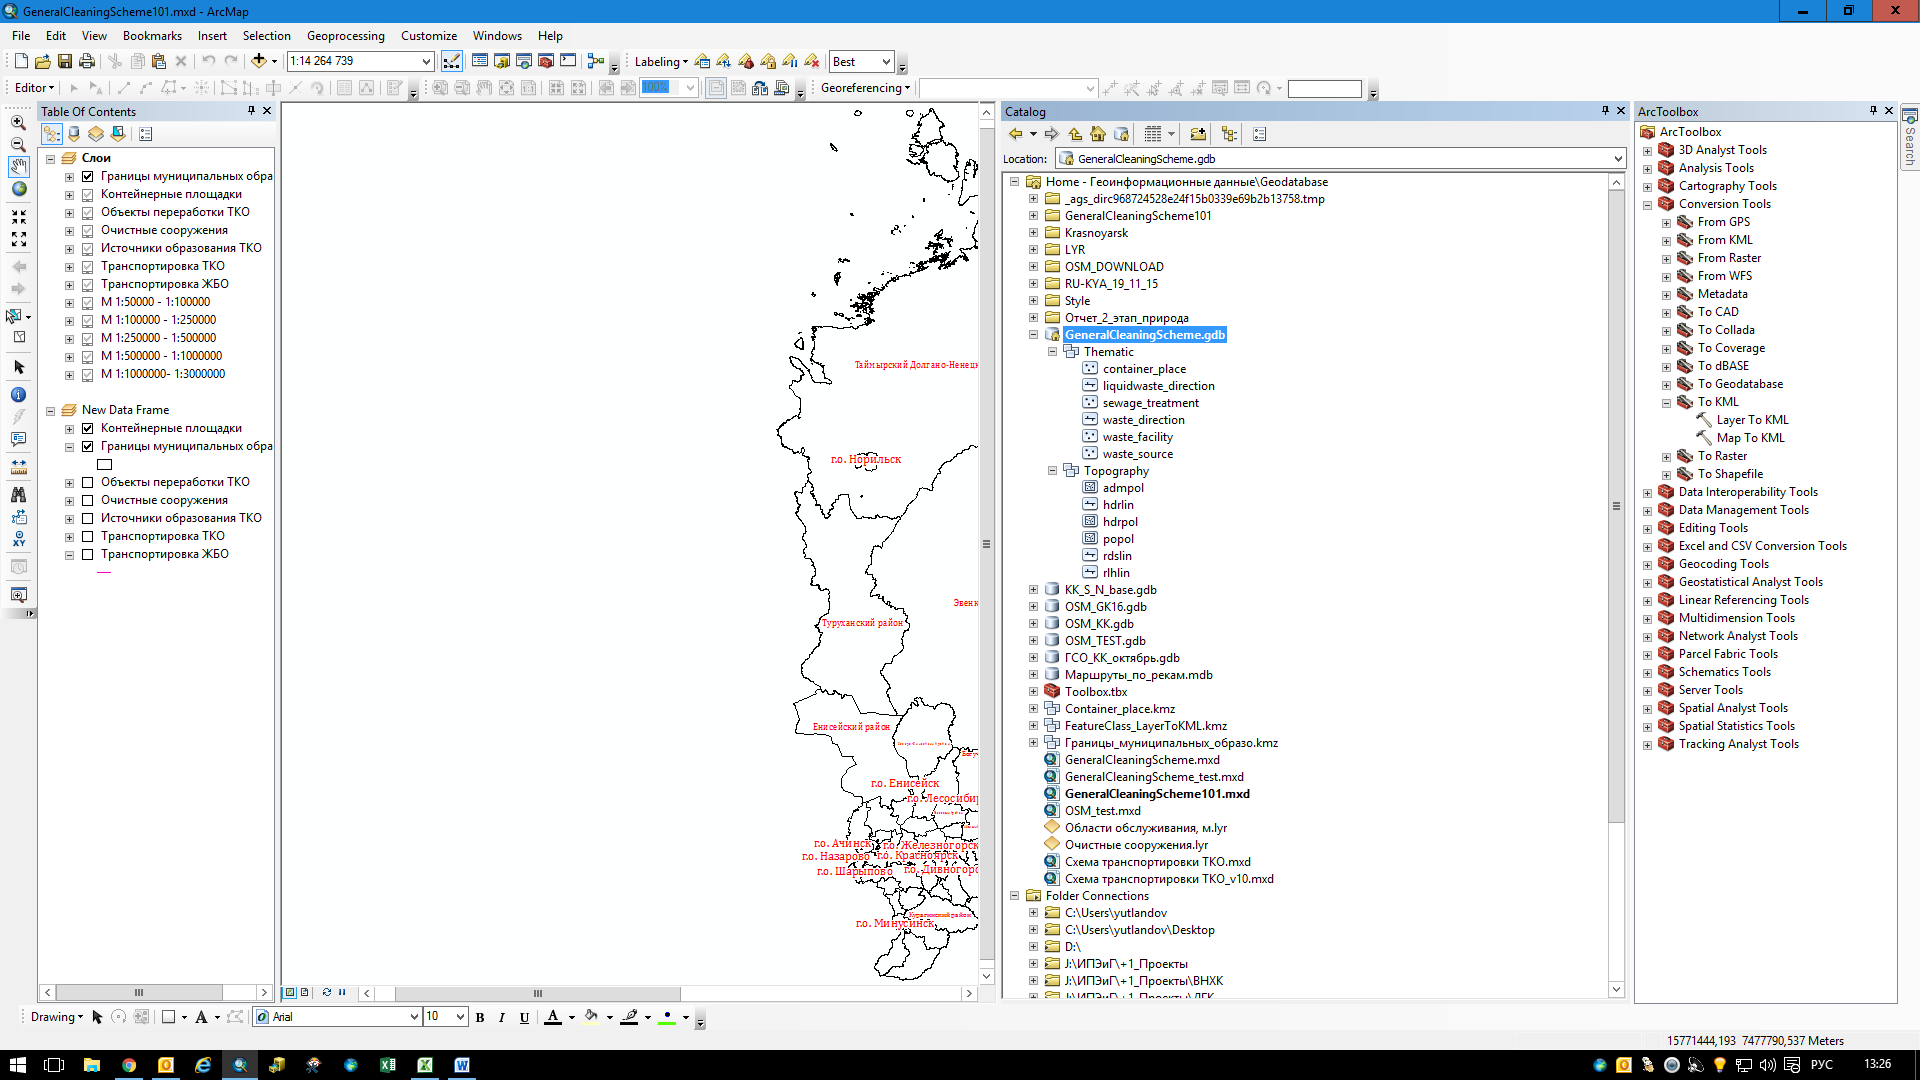 GeneralCleaningScheme101.mxd - ArcMap
File Edit View Bookmarks Insert Selection Geoprocessing Customize Windows Help
1:14 264 739
Labeling
Best
Editor
100%
Georeferencing
Table Of Contents
Слои
Границы муниципальных обра
Контейнерные площадки
Объекты переработки ТКО
Очистные сооружения
Источники образования ТКО
Транспортировка ТКО
Транспортировка ЖБО
М 1:50000 - 1:100000
М 1:100000 - 1:250000
М 1:250000 - 1:500000
М 1:500000 - 1:1000000
М 1:1000000- 1:3000000
New Data Frame
Контейнерные площадки
Границы муниципальных обра
Объекты переработки ТКО
Очистные сооружения
Источники образования ТКО
Транспортировка ТКО
Транспортировка ЖБО
Таймырский Долгано-Ненецк
г.о. Норильск
Эвенк
Туруханский район
Енисейский район
г.о. Енисейск
г.о. Лесосибир
г.о. Ачинск
г.о. Железногорск
г.о. Назарово
г.о. Красноярск
г.о. Шарыпово
г.о. Дивногорс
Курагинский район
г.о. Минусинск
Catalog
Location:
GeneralCleaningScheme.gdb
Home - Геоинформационные данные\Geodatabase
_ags_dirc968724528e24f15b0339e69b2b13758.tmp
GeneralCleaningScheme101
Krasnoyarsk
LYR
OSM_DOWNLOAD
RU-KYA_19_11_15
Style
Отчет_2_этап_природа
GeneralCleaningScheme.gdb
Thematic
container_place
liquidwaste_direction
sewage_treatment
waste_direction
waste_facility
waste_source
Topography
admpol
hdrlin
hdrpol
popol
rdslin
rlhlin
KK_S_N_base.gdb
OSM_GK16.gdb
OSM_KK.gdb
OSM_TEST.gdb
ГСО_КК_октябрь.gdb
Маршруты_по_рекам.mdb
Toolbox.tbx
Container_place.kmz
FeatureClass_LayerToKML.kmz
Границы_муниципальных_образо.kmz
GeneralCleaningScheme.mxd
GeneralCleaningScheme_test.mxd
GeneralCleaningScheme101.mxd
OSM_test.mxd
Области обслуживания, м.lyr
Очистные сооружения.lyr
Схема транспортировки ТКО.mxd
Схема транспортировки ТКО_v10.mxd
Folder Connections
C:\Users\yutlandov
C:\Users\yutlandov\Desktop
D:\
J:\ИПЭиГ\+1_Проекты
J:\ИПЭиГ\+1_Проекты\ВНХК
ArcToolbox
ArcToolbox
3D Analyst Tools
Analysis Tools
Cartography Tools
Conversion Tools
From GPS
From KML
From Raster
From WFS
Metadata
To CAD
To Collada
To Coverage
To dBASE
To Geodatabase
To KML
Layer To KML
Map To KML
To Raster
To Shapefile
Data Interoperability Tools
Data Management Tools
Editing Tools
Excel and CSV Conversion Tools
Geocoding Tools
Geostatistical Analyst Tools
Linear Referencing Tools
Multidimension Tools
Network Analyst Tools
Parcel Fabric Tools
Schematics Tools
Server Tools
Spatial Analyst Tools
Spatial Statistics Tools
Tracking Analyst Tools
Search
Drawing
Arial
10
B I U A
15771444,193 7477790,537 Meters
РУС
13:26